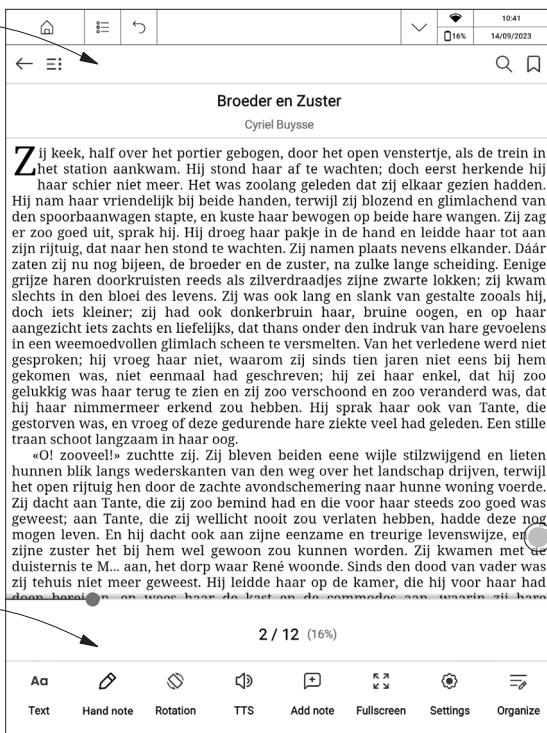 10:41
16%
14/09/2023
Broeder en Zuster
Cyriel Buysse
Zij keek, half over het portier gebogen, door het open venstertje, als de trein in
het station aankwam. Hij stond haar af te wachten; doch eerst herkende hij
haar schier niet meer. Het was zoolang geleden dat zij elkaar gezien hadden.
Hij nam haar vriendelijk bij beide handen, terwijl zij blozend en glimlachend van
den spoorbaanwagen stapte, en kuste haar bewogen op beide hare wangen. Zij zag
er zoo goed uit, sprak hij. Hij droeg haar pakje in de hand en leidde haar tot aan
zijn rijtuig, dat naar hen stond te wachten. Zij namen plaats nevens elkander. Dáár
zaten zij nu nog bijeen, de broeder en de zuster, na zulke lange scheiding. Eenige
grijze haren doorkruisten reeds als zilverdraadjes zijne zwarte lokken; zij kwam
slechts in den bloei des levens. Zij was ook lang en slank van gestalte zooals hij,
doch iets kleiner; zij had ook donkerbruin haar, bruine oogen, en op haar
aangezicht iets zachts en liefelijks, dat thans onder den indruk van hare gevoelens
in een weemoedvollen glimlach scheen te versmelten. Van het verledene werd niet
gesproken; hij vroeg haar niet, waarom zij sinds tien jaren niet eens bij hem
gekomen was, niet eenmaal had geschreven; hij zei haar enkel, dat hij zoo
gelukkig was haar terug te zien en zij zoo verschoond en zoo veranderd was, dat
hij haar nimmermeer erkend zou hebben. Hij sprak haar ook van Tante, die
gestorven was, en vroeg of deze gedurende hare ziekte veel had geleden. Een stille
traan schoot langzaam in haar oog.
«O! zooveel!» zuchtte zij. Zij bleven beiden eene wijle stilzwijgend en lieten
hunnen blik langs wederskanten van den weg over het landschap drijven, terwijl
het open rijtuig hen door de zachte avondschemering naar hunne woning voerde.
Zij dacht aan Tante, die zij zoo bemind had en die voor haar steeds zoo goed was
geweest; aan Tante, die zij wellicht nooit zou verlaten hebben, hadde deze nog
mogen leven. En hij dacht ook aan zijne eenzame en treurige levenswijze, en
zijne zuster het bij hem wel gewoon zou kunnen worden. Zij kwamen met de
duisternis te M... aan, het dorp waar René woonde. Sinds den dood van vader was
zij tehuis niet meer geweest. Hij leidde haar op de kamer, die hij voor haar had
doen en wees haar de kast en de commodes aan, waarin zij hare
2 / 12 (16%)
Aa
Text
Hand note
Rotation
TTS
Add note
Fullscreen
Settings
Organize